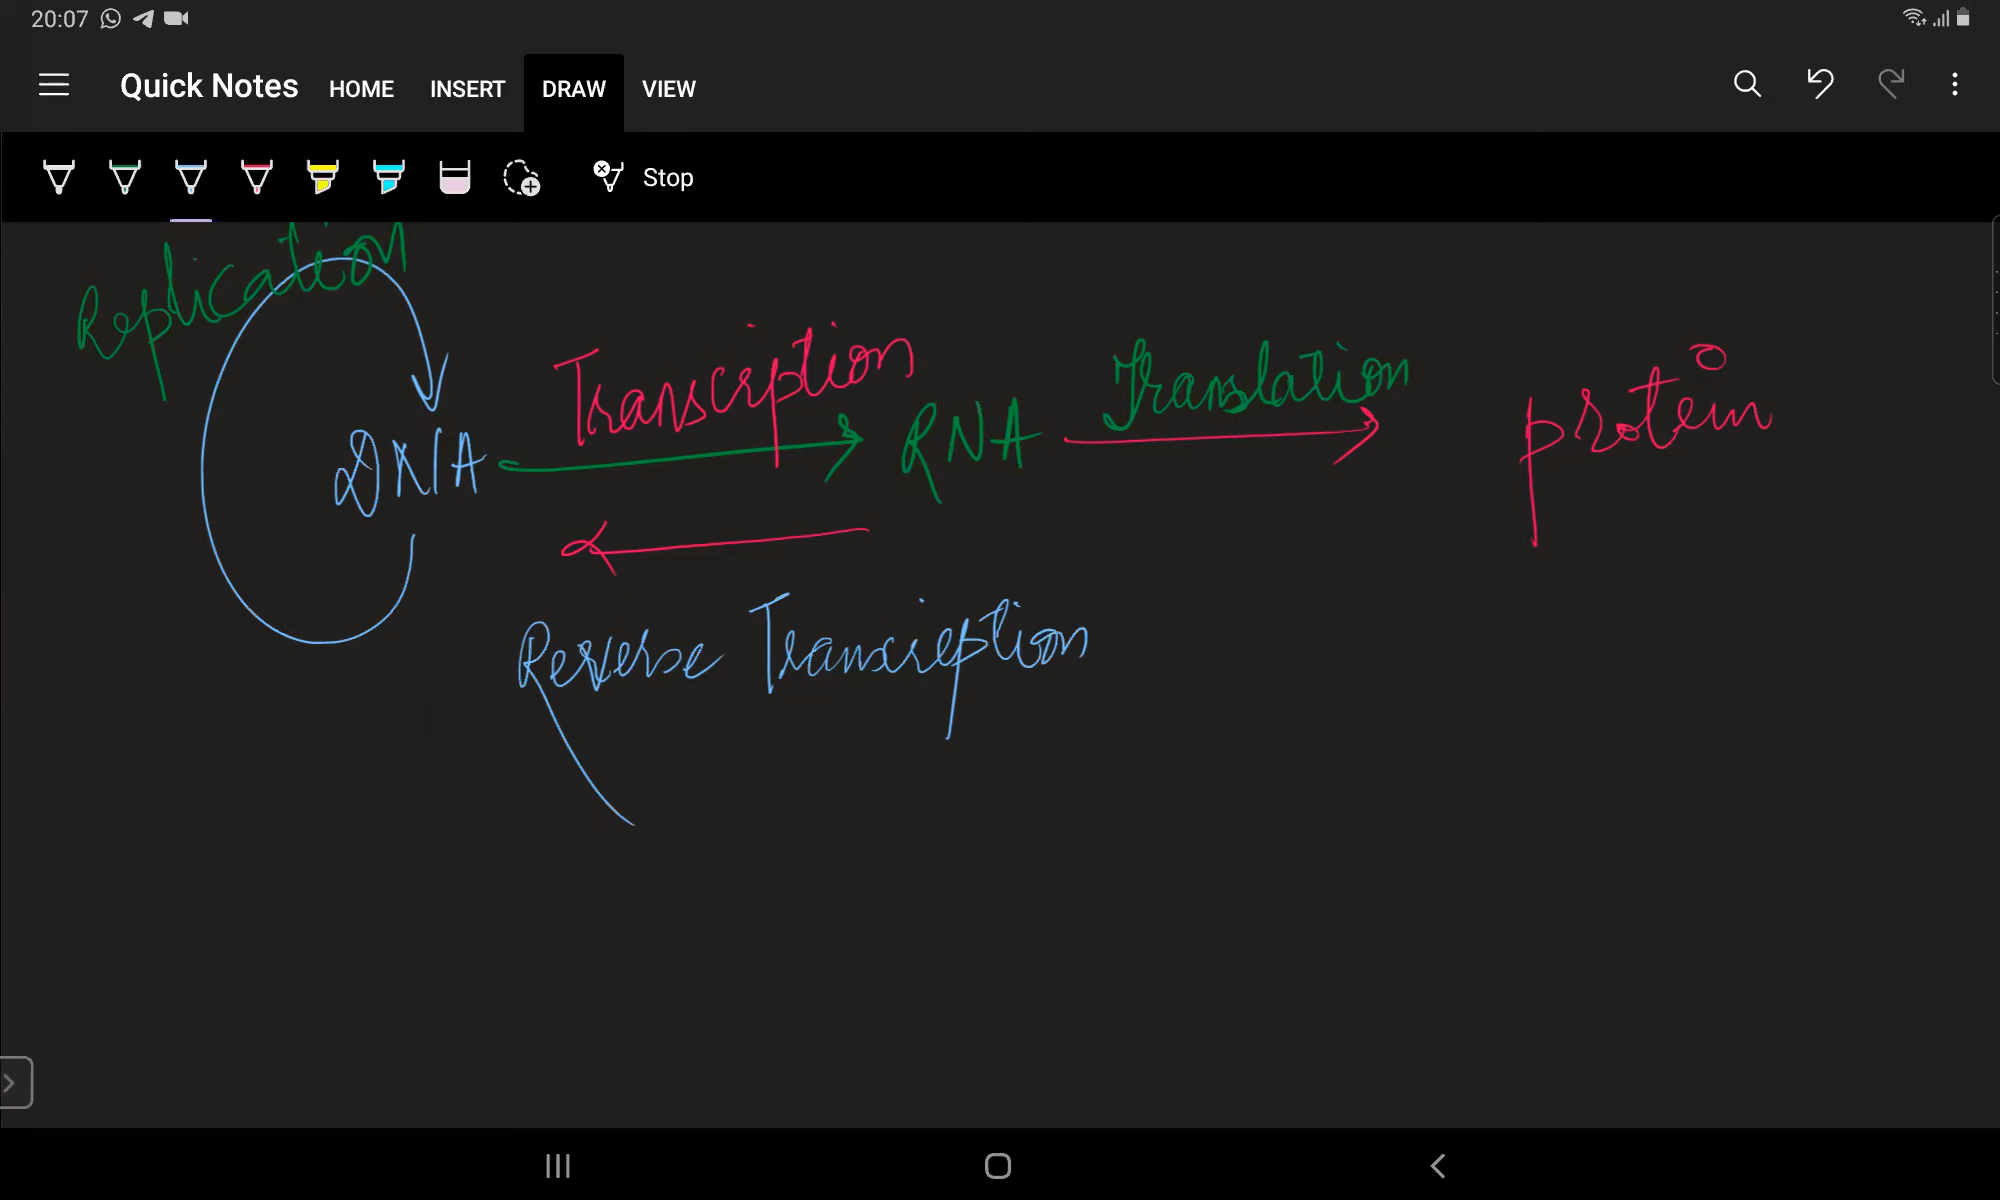 20:07
Quick Notes HOME INSERT DRAW VIEW
Stop
Replication
Transcription
Translation
DNA
RNA
protein
Reverse Transcription